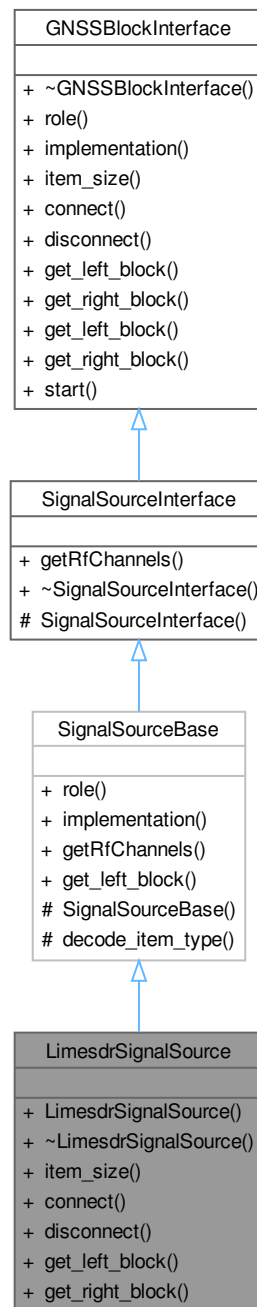 GNSSBlockInterface
+ ~GNSSBlockInterface()
+ role()
+ implementation()
+ item_size()
+ connect()
+ disconnect()
+ get_left_block()
+ get_right_block()
+ get_left_block()
+ get_right_block()
+ start()
SignalSourceInterface
+ getRfChannels()
+ ~SignalSourceInterface()
# SignalSourceInterface()
SignalSourceBase
+ role()
+ implementation()
+ getRfChannels()
+ get_left_block()
# SignalSourceBase()
# decode_item_type()
LimesdrSignalSource
+ LimesdrSignalSource()
+ ~LimesdrSignalSource()
+ item_size()
+ connect()
+ disconnect()
+ get_left_block()
+ get_right_block()